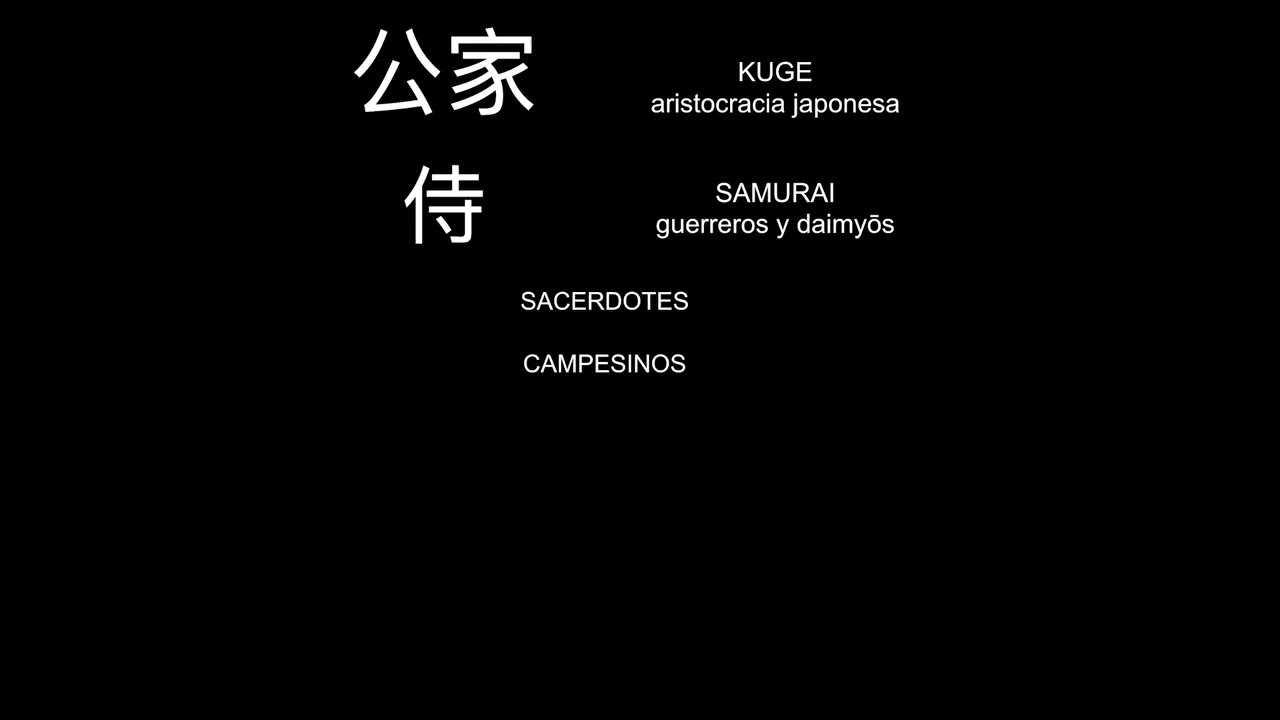 公家
KUGE
aristocracia japonesa
侍
SAMURAI
guerreros y daimyōs
SACERDOTES
CAMPESINOS